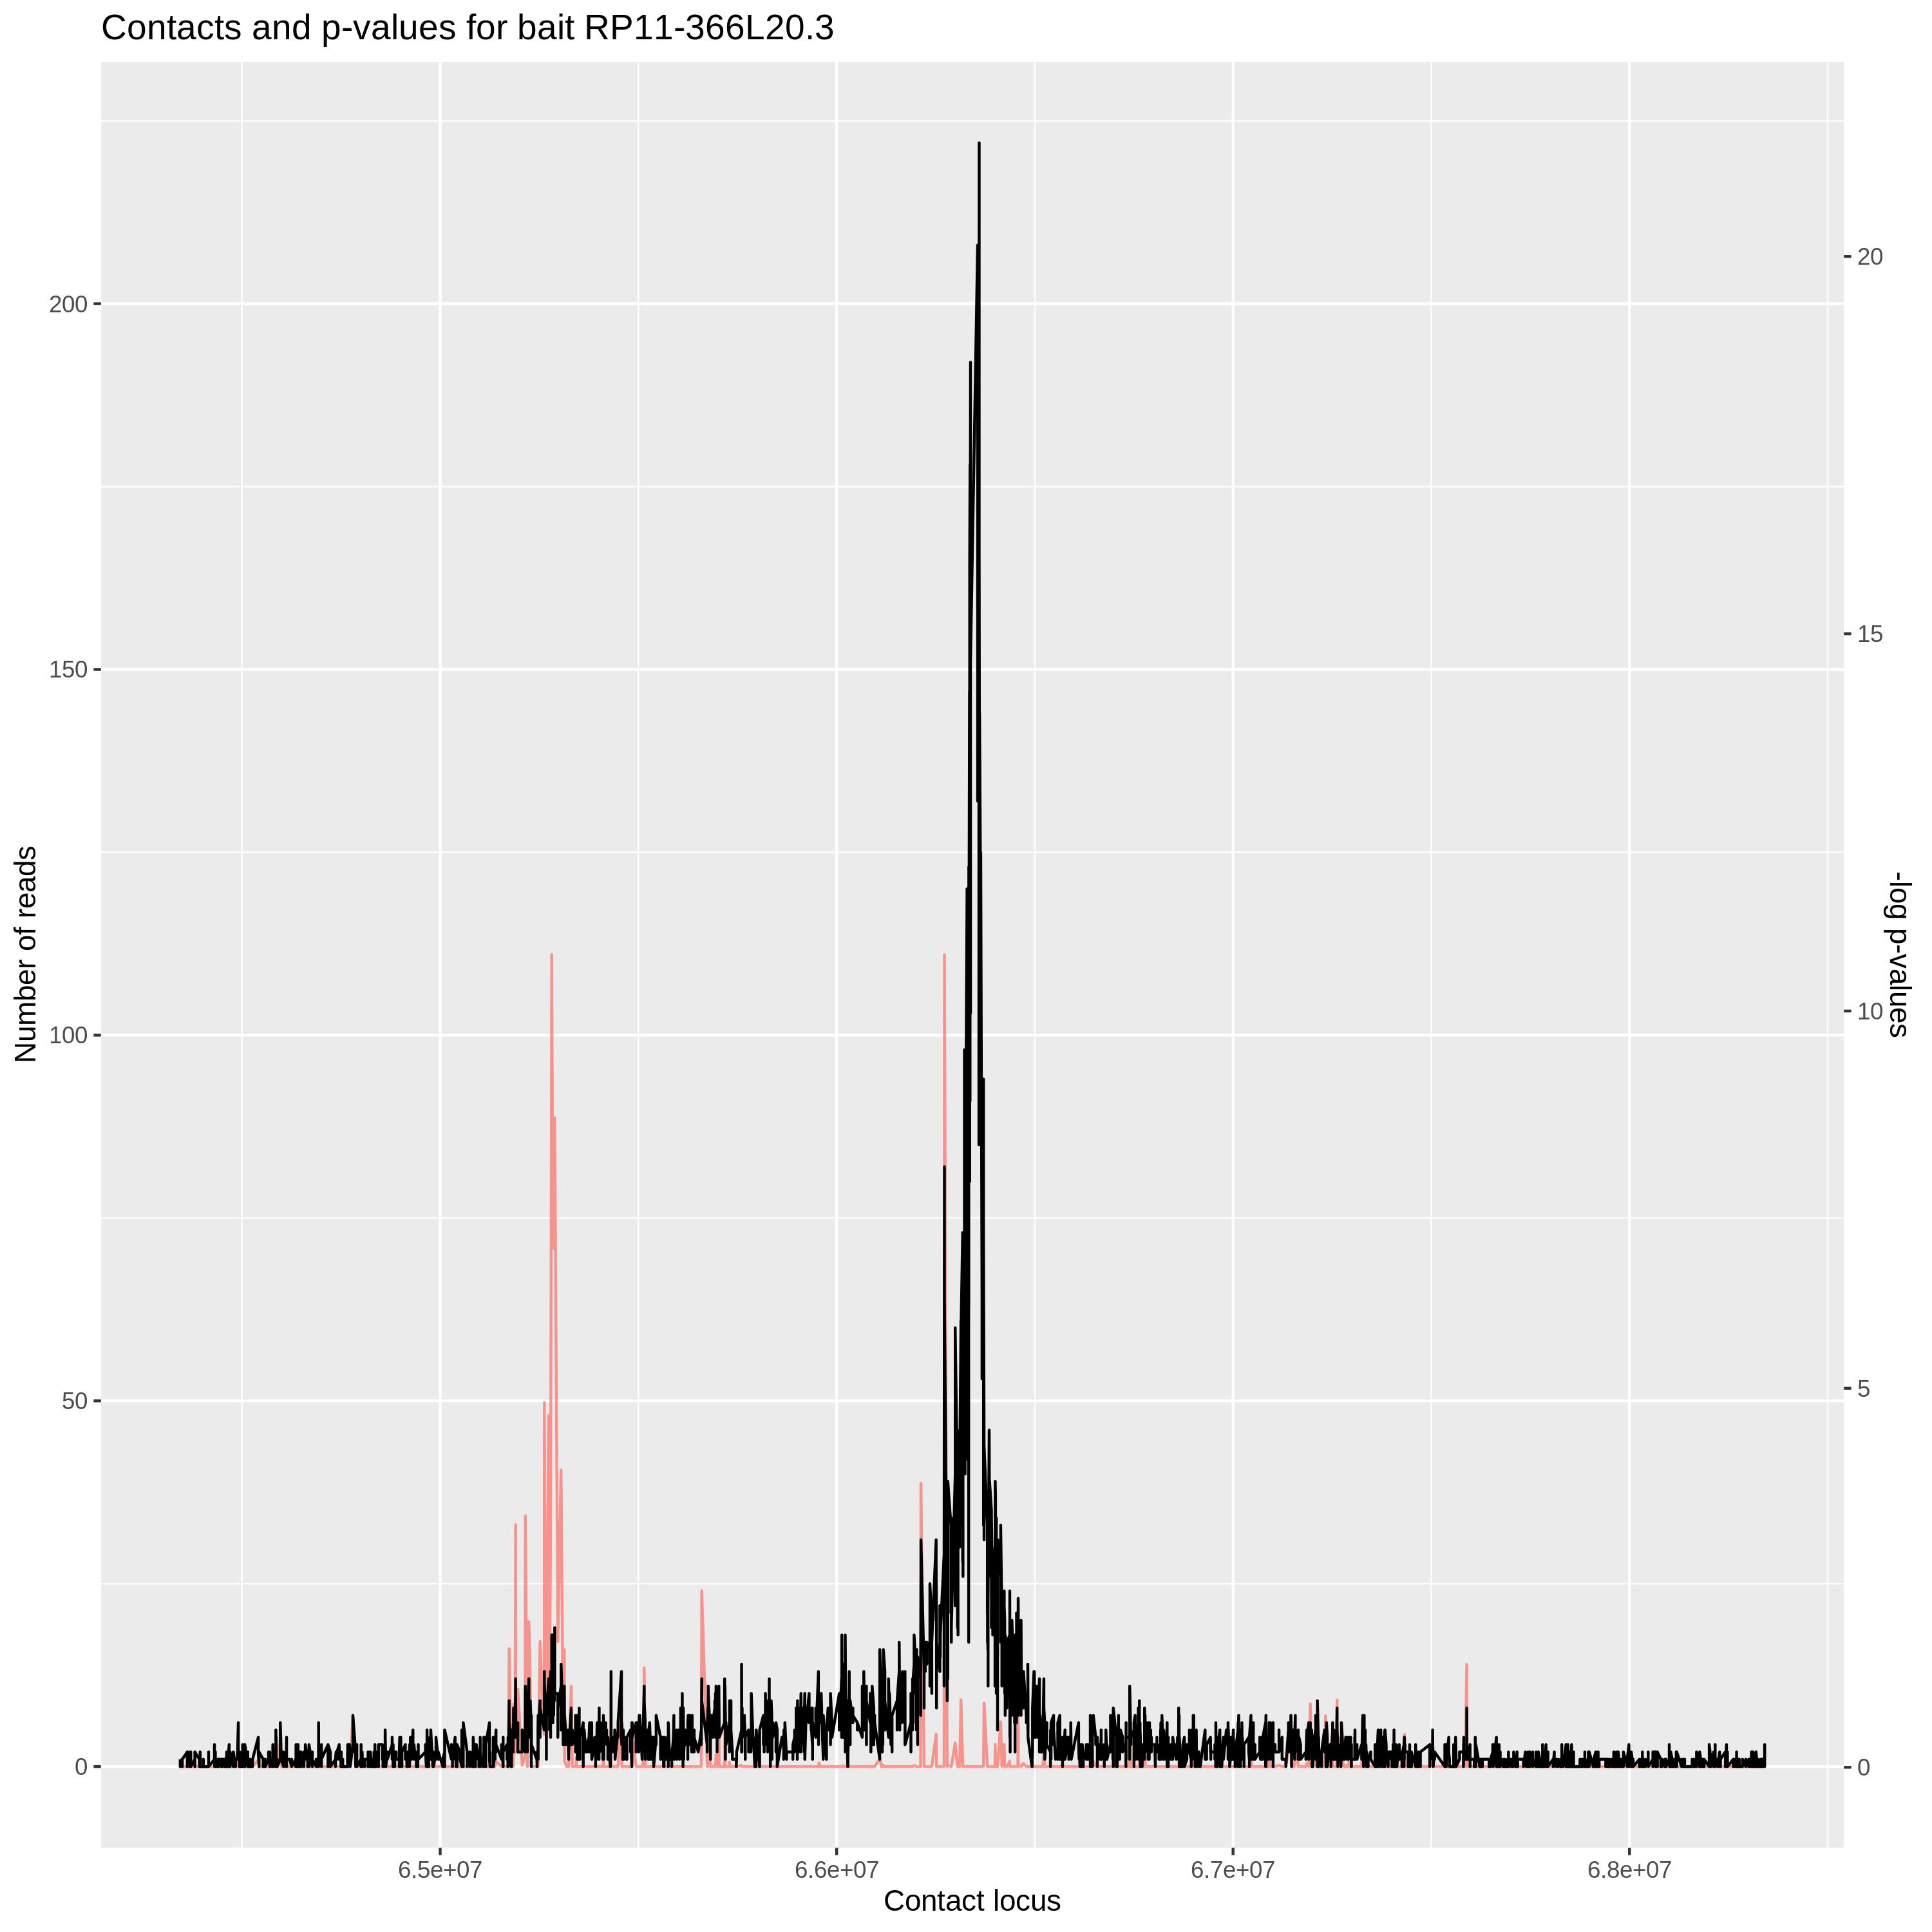 Contacts and p-values for bait RP11-366L20.3
200
150
100
50
0
20
15
10
5
0
Number of reads
-log p-values
6.5e+07 6.6e+07 6.7e+07 6.8e+07
Contact locus